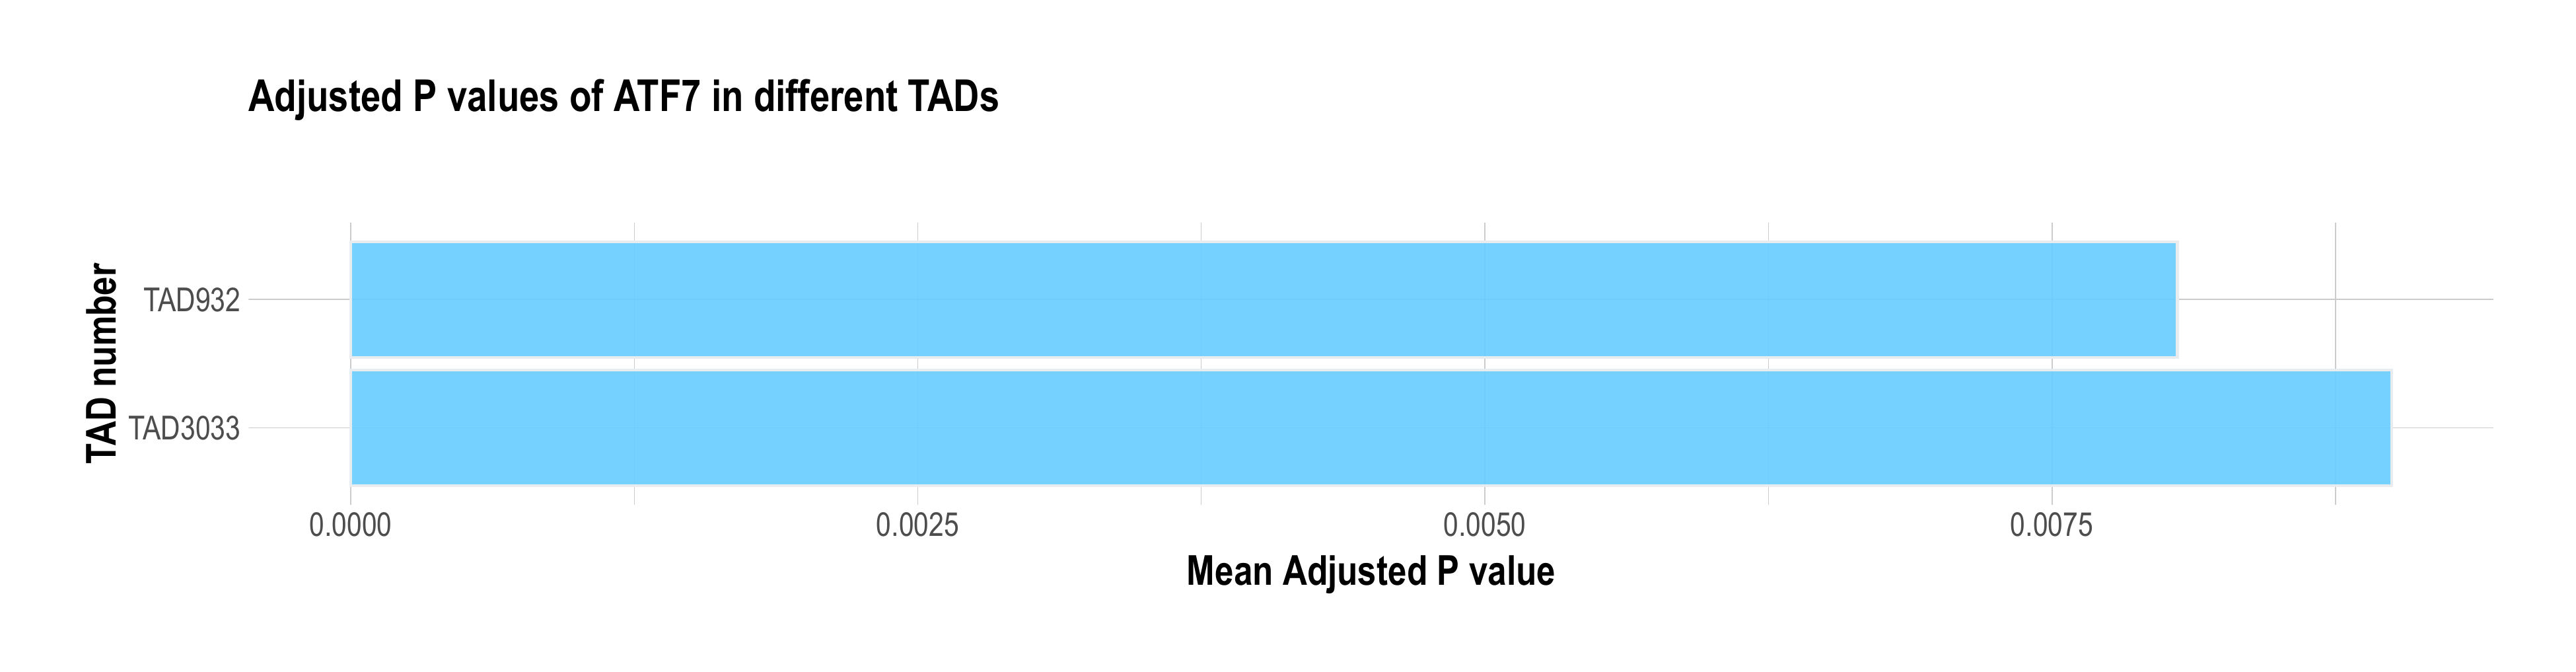 Adjusted P values of ATF7 in different TADs
TAD number
TAD932
TAD3033
0.0000 0.0025 0.0050 0.0075
Mean Adjusted P value